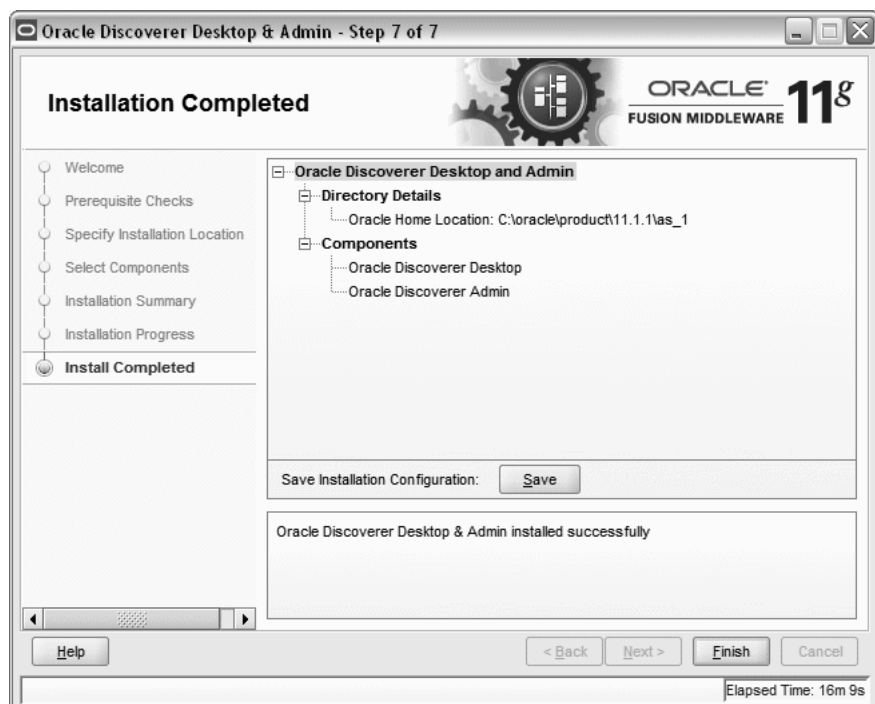 Oracle Discoverer Desktop & Admin - Step 7 of 7
Installation Completed
ORACLE
FUSION MIDDLEWARE
11g
Welcome
Prerequisite Checks
Specify Installation Location
Select Components
Installation Summary
Installation Progress
Install Completed
Oracle Discoverer Desktop and Admin
Directory Details
Oracle Home Location: C:\oracle\product\11.1.1\as_1
Components
Oracle Discoverer Desktop
Oracle Discoverer Admin
Save Installation Configuration:
Save
Oracle Discoverer Desktop & Admin installed successfully
Help
< Back
Next >
Finish
Cancel
Elapsed Time: 16m 9s